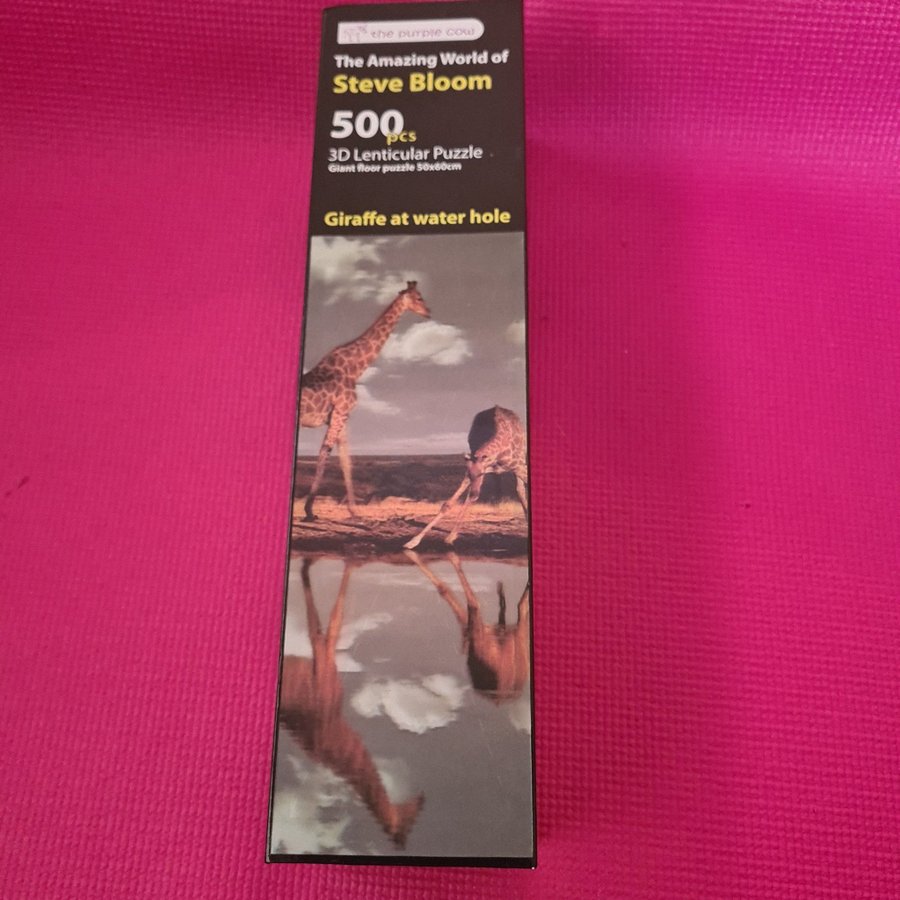 the purple cow
The Amazing World of
Steve Bloom
500
pcs
3D Lenticular Puzzle
Giant floor puzzle 50x60cm
Giraffe at water hole